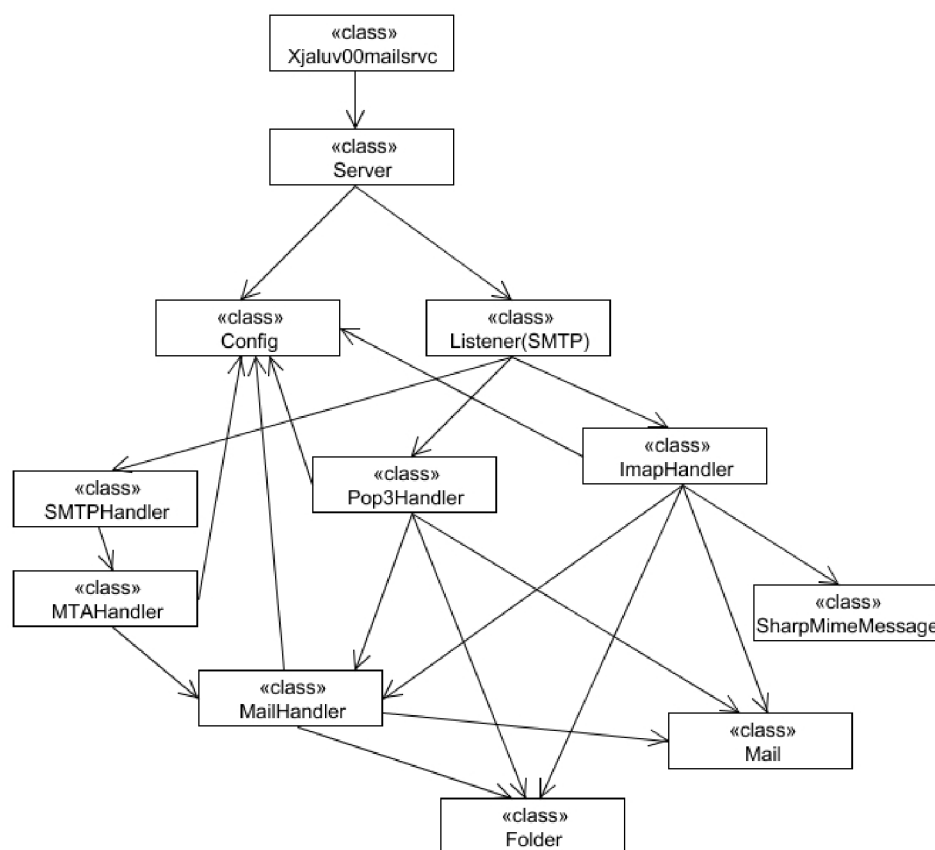 «class»
Xjaluv00mailsrvc
«class»
Server
«class»
Config
«class»
Listener(SMTP)
«class»
ImapHandler
«class»
Pop3Handler
«class»
SMTPHandler
«class»
MTAHandler
«class»
SharpMimeMessage
«class»
MailHandler
«class»
Mail
«class»
Folder